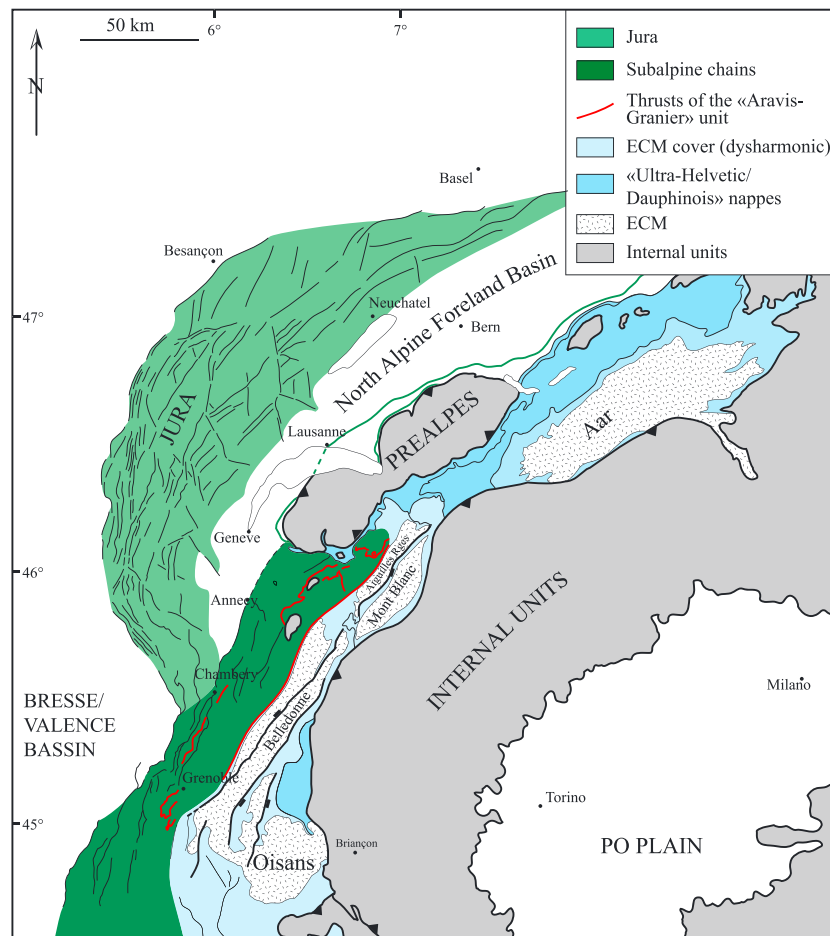 50 km
6°
7°
N
Jura
Subalpine chains
Thrusts of the «Aravis-
Granier» unit
ECM cover (dysharmonic)
«Ultra-Helvetic/
Dauphinois» nappes
ECM
Internal units
Basel
Besançon
47°
Neuchatel
Bern
North Alpine Foreland Basin
JURA
Lausanne
PREALPES
Aar
Geneve
46°
Aiguilles Rges
Mont Blanc
Annecy
INTERNAL UNITS
Chambery
Milano
BRESSE/
VALENCE
BASSIN
Belledonne
Grenoble
Torino
45°
Briançon
PO PLAIN
Oisans